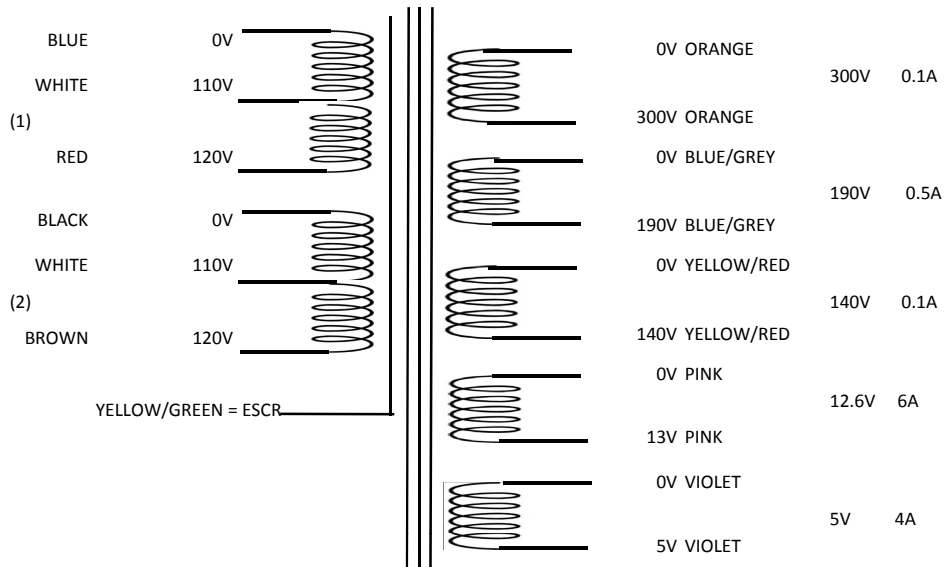 BLUE 0V
WHITE 110V
(1)
RED 120V
BLACK 0V
WHITE 110V
(2)
BROWN 120V
YELLOW/GREEN = ESCR
0V ORANGE
300V 0.1A
300V ORANGE
0V BLUE/GREY
190V 0.5A
190V BLUE/GREY
0V YELLOW/RED
140V 0.1A
140V YELLOW/RED
0V PINK
12.6V 6A
13V PINK
0V VIOLET
5V 4A
5V VIOLET